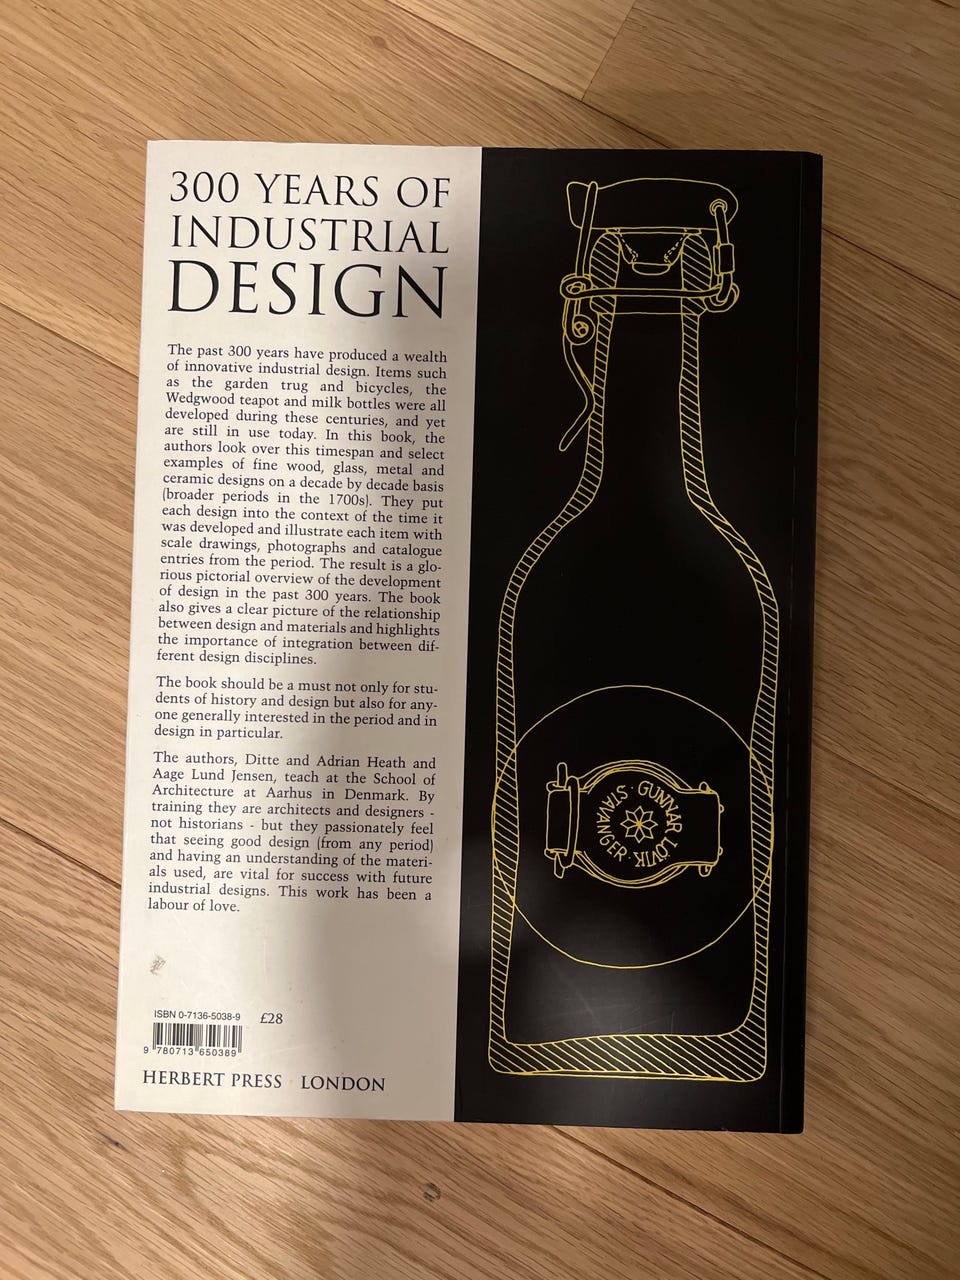 300 YEARS OF
INDUSTRIAL
DESIGN
The past 300 years have produced a wealth
of innovative industrial design. Items such
as the garden trug and bicycles, the
Wedgwood teapot and milk bottles were all
developed during these centuries, and yet
are still in use today. In this book, the
authors look over this timespan and select
examples of fine wood, glass, metal and
ceramic designs on a decade by decade basis
(broader periods in the 1700s). They put
each design into the context of the time it
was developed and illustrate each item with
scale drawings, photographs and catalogue
entries from the period. The result is a glo-
rious pictorial overview of the development
of design in the past 300 years. The book
also gives a clear picture of the relationship
between design and materials and highlights
the importance of integration between dif-
ferent design disciplines.
The book should be a must not only for stu-
dents of history and design but also for any-
one generally interested in the period and in
design in particular.
The authors, Ditte and Adrian Heath and
Aage Lund Jensen, teach at the School of
Architecture at Aarhus in Denmark. By
training they are architects and designers -
not historians - but they passionately feel
that seeing good design (from any period)
and having an understanding of the materi-
als used, are vital for success with future
industrial designs. This work has been a
labour of love.
ISBN 0-7136-5038-9
£28
9 780713 650389
HERBERT PRESS LONDON
GUNNAR LÖVIK · STAVANGER ·